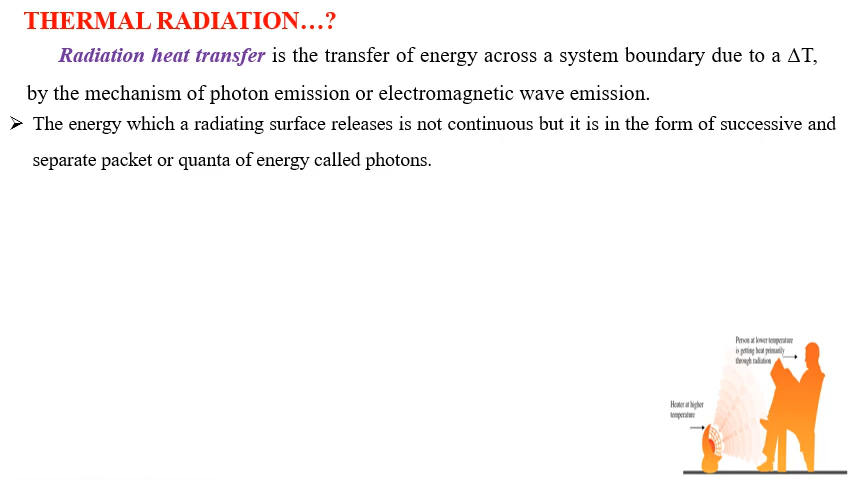 THERMAL RADIATION…?
Radiation heat transfer is the transfer of energy across a system boundary due to a ΔT,
by the mechanism of photon emission or electromagnetic wave emission.
➤ The energy which a radiating surface releases is not continuous but it is in the form of successive and
separate packet or quanta of energy called photons.
Person at lower temperature
is getting heat primarily
through radiation
Heater at higher
temperature